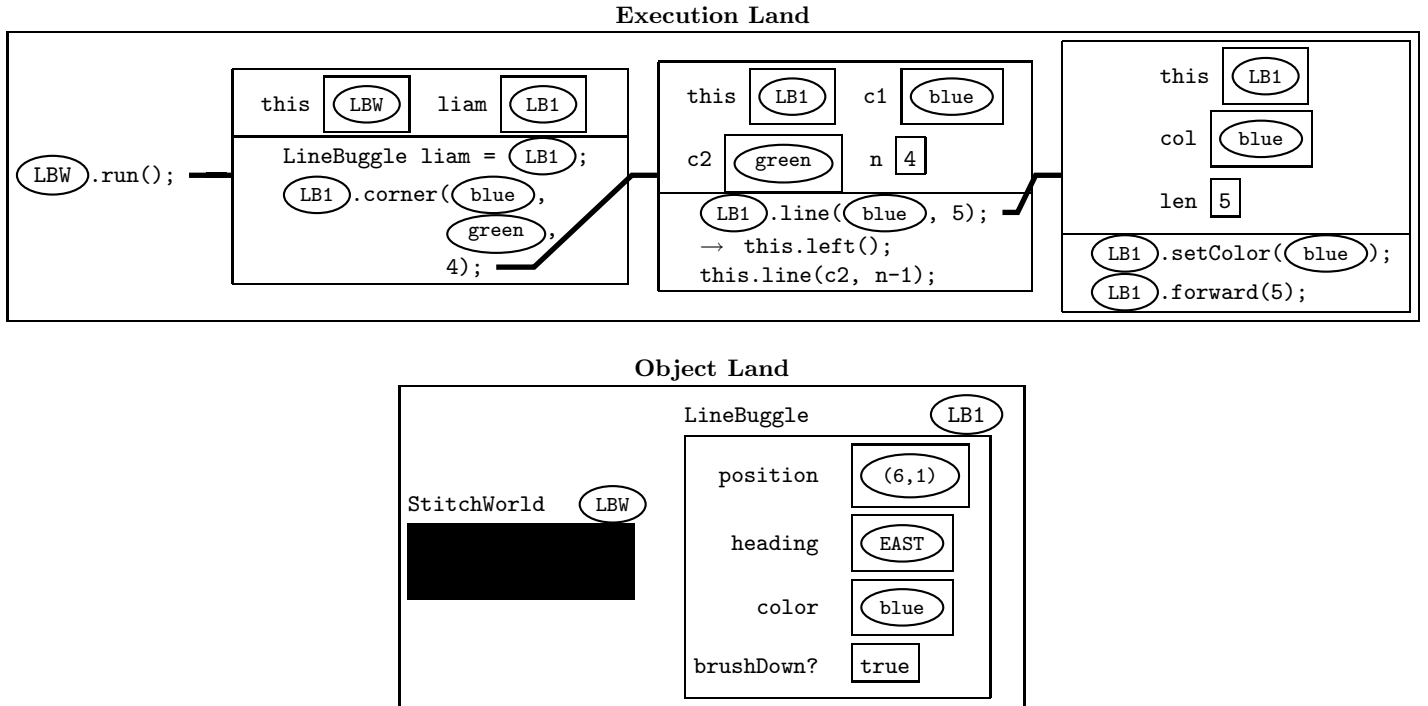 Execution Land
LBW.run();
this LBW liam LB1
LineBuggle liam = LB1;
LB1.corner(blue,
green,
4);
this LB1 c1 blue
c2 green n 4
LB1.line(blue, 5);
→ this.left();
this.line(c2, n-1);
this LB1
col blue
len 5
LB1.setColor(blue);
LB1.forward(5);
Object Land
StitchWorld LBW
LineBuggle LB1
position (6,1)
heading EAST
color blue
brushDown? true